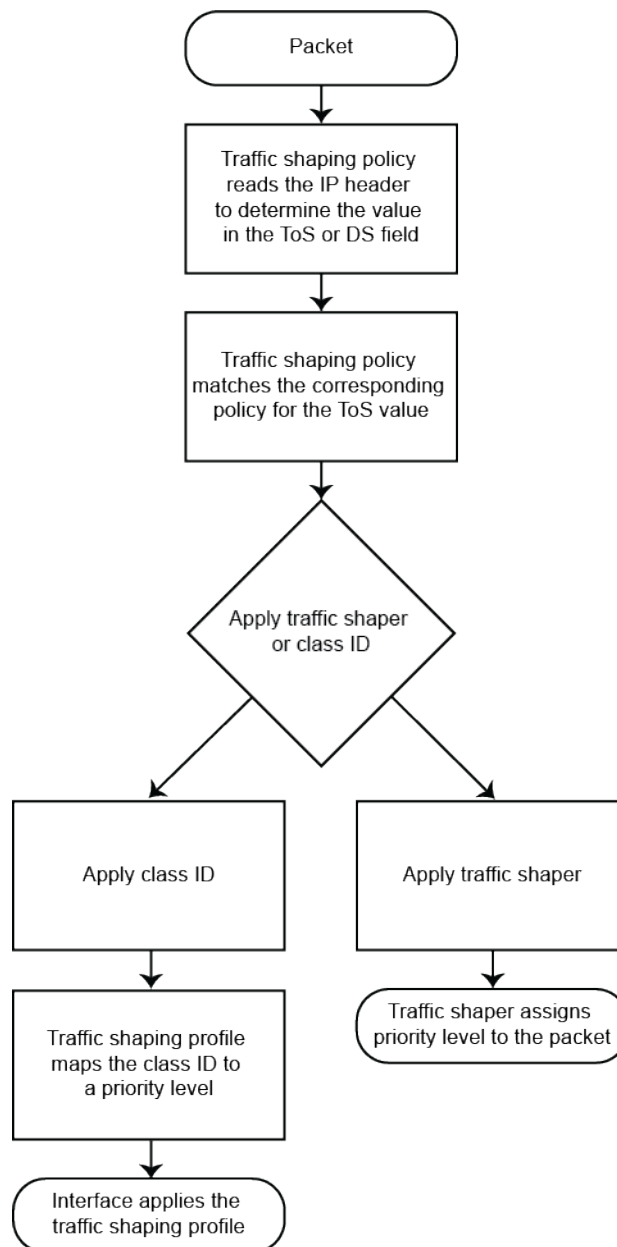 Packet
Traffic shaping policy
reads the IP header
to determine the value
in the ToS or DS field
Traffic shaping policy
matches the corresponding
policy for the ToS value
Apply traffic shaper
or class ID
Apply class ID
Apply traffic shaper
Traffic shaping profile
maps the class ID to
a priority level
Traffic shaper assigns
priority level to the packet
Interface applies the
traffic shaping profile